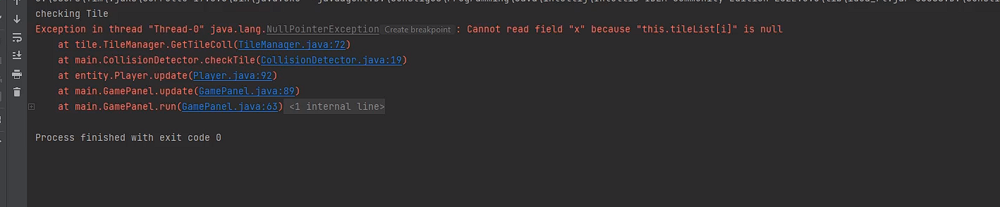 checking Tile
Exception in thread "Thread-0" java.lang.NullPointerException Create breakpoint : Cannot read field "x" because "this.tileList[i]" is null
at tile.TileManager.GetTileColl(TileManager.java:72)
at main.CollisionDetector.checkTile(CollisionDetector.java:19)
at entity.Player.update(Player.java:92)
at main.GamePanel.update(GamePanel.java:89)
at main.GamePanel.run(GamePanel.java:63) <1 internal line>
Process finished with exit code 0